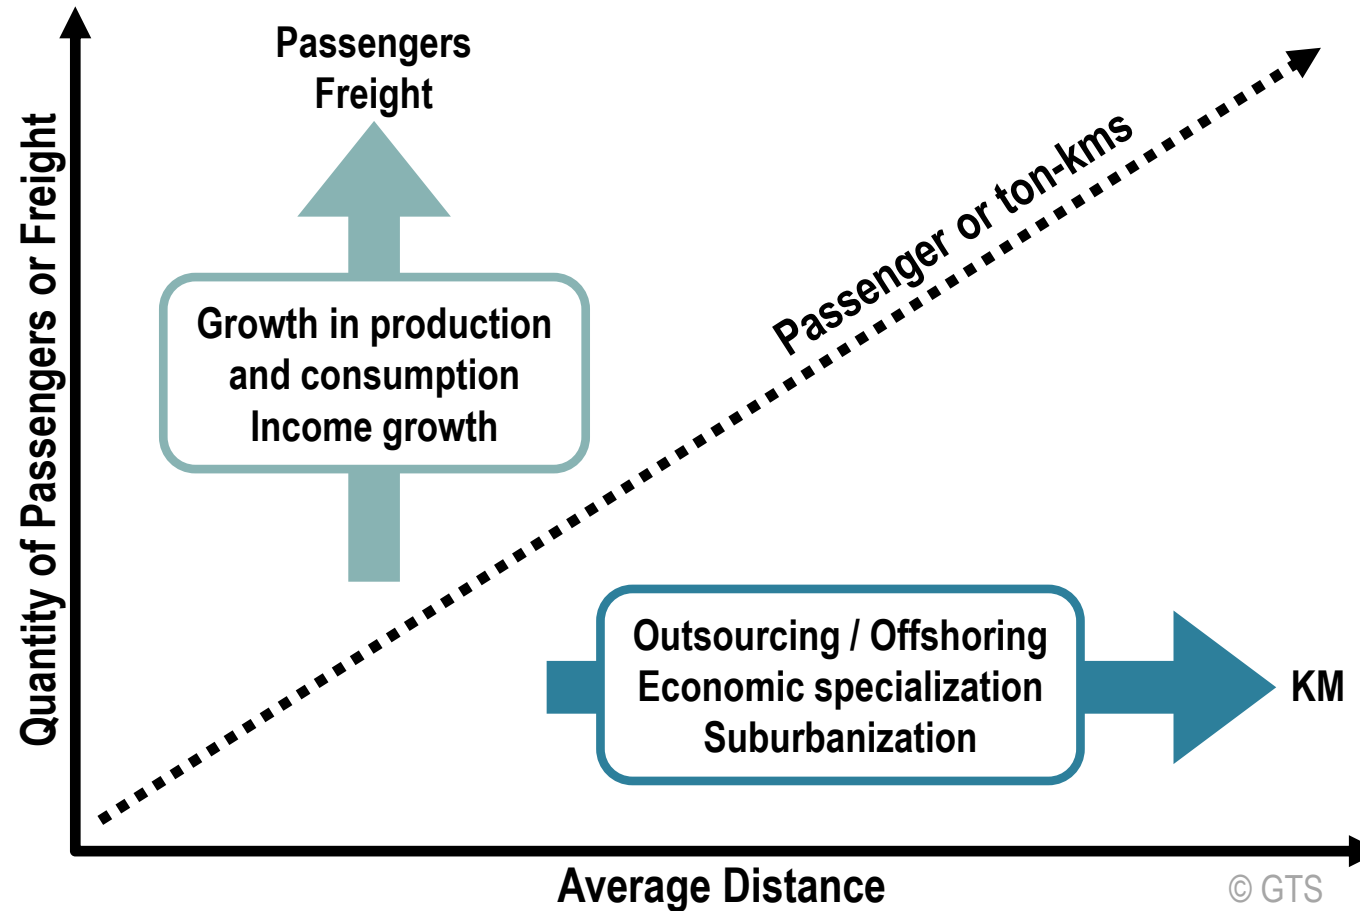 Passengers
Freight
Quantity of Passengers or Freight
Growth in production
and consumption
Income growth
Passenger or ton-kms
Outsourcing / Offshoring
Economic specialization
Suburbanization
KM
Average Distance
© GTS